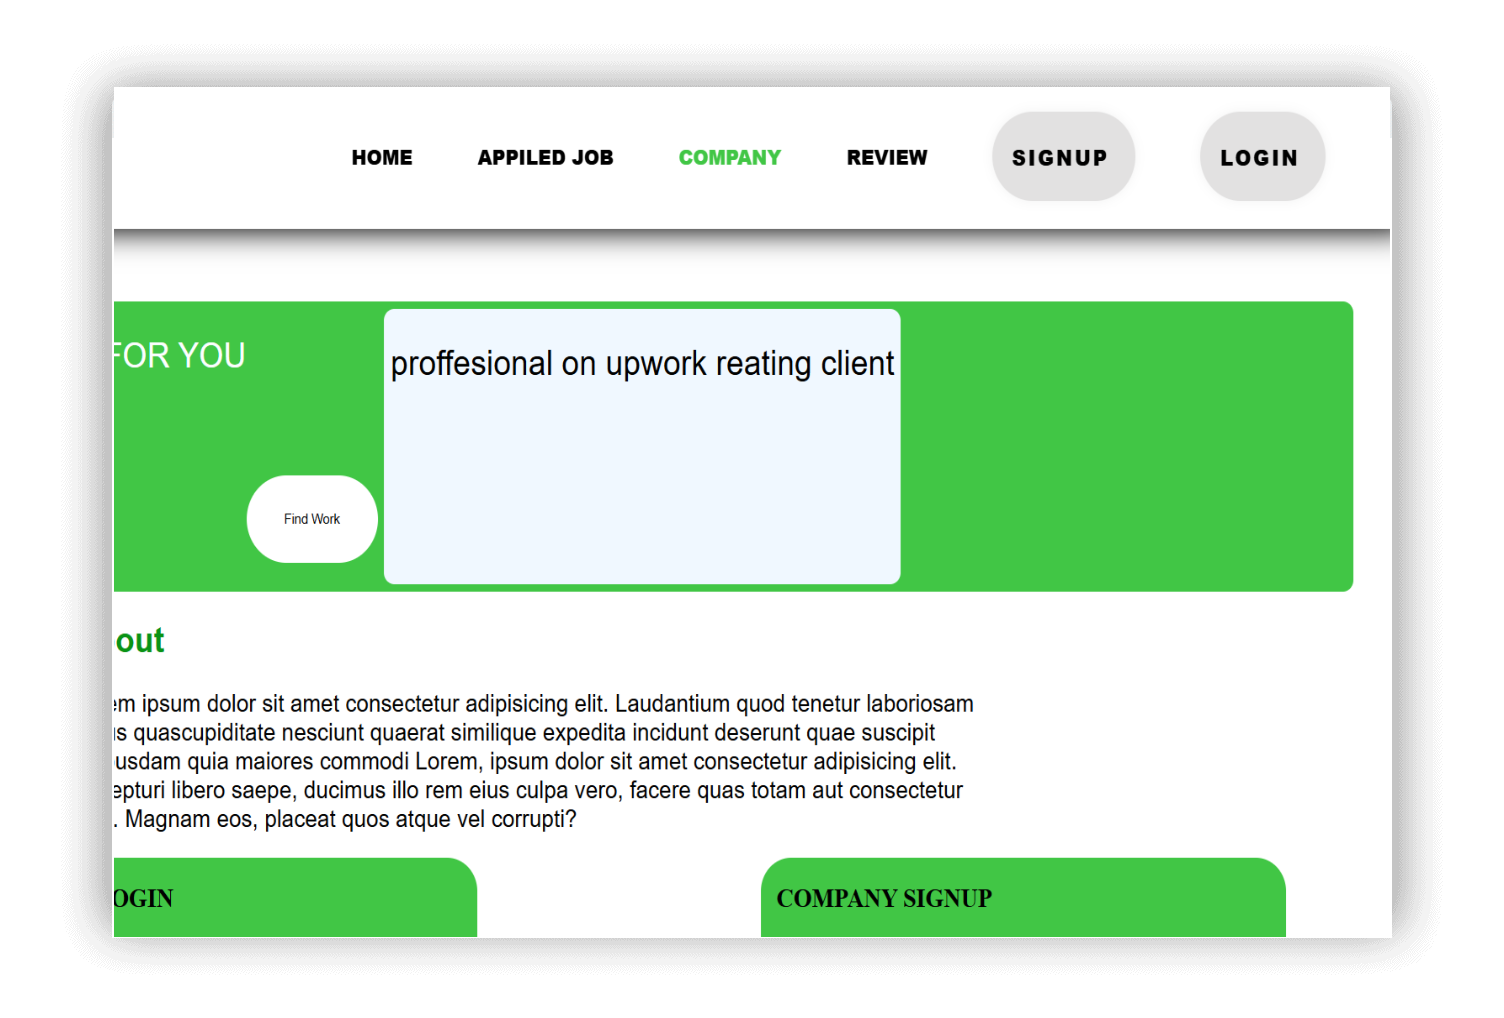 HOME APPILED JOB COMPANY REVIEW SIGNUP LOGIN
FOR YOU
proffesional on upwork reating client
Find Work
out
em ipsum dolor sit amet consectetur adipisicing elit. Laudantium quod tenetur laboriosam
us quascupiditate nesciunt quaerat similique expedita incidunt deserunt quae suscipit
usdam quia maiores commodi Lorem, ipsum dolor sit amet consectetur adipisicing elit.
epturi libero saepe, ducimus illo rem eius culpa vero, facere quas totam aut consectetur
. Magnam eos, placeat quos atque vel corrupti?
OGIN
COMPANY SIGNUP